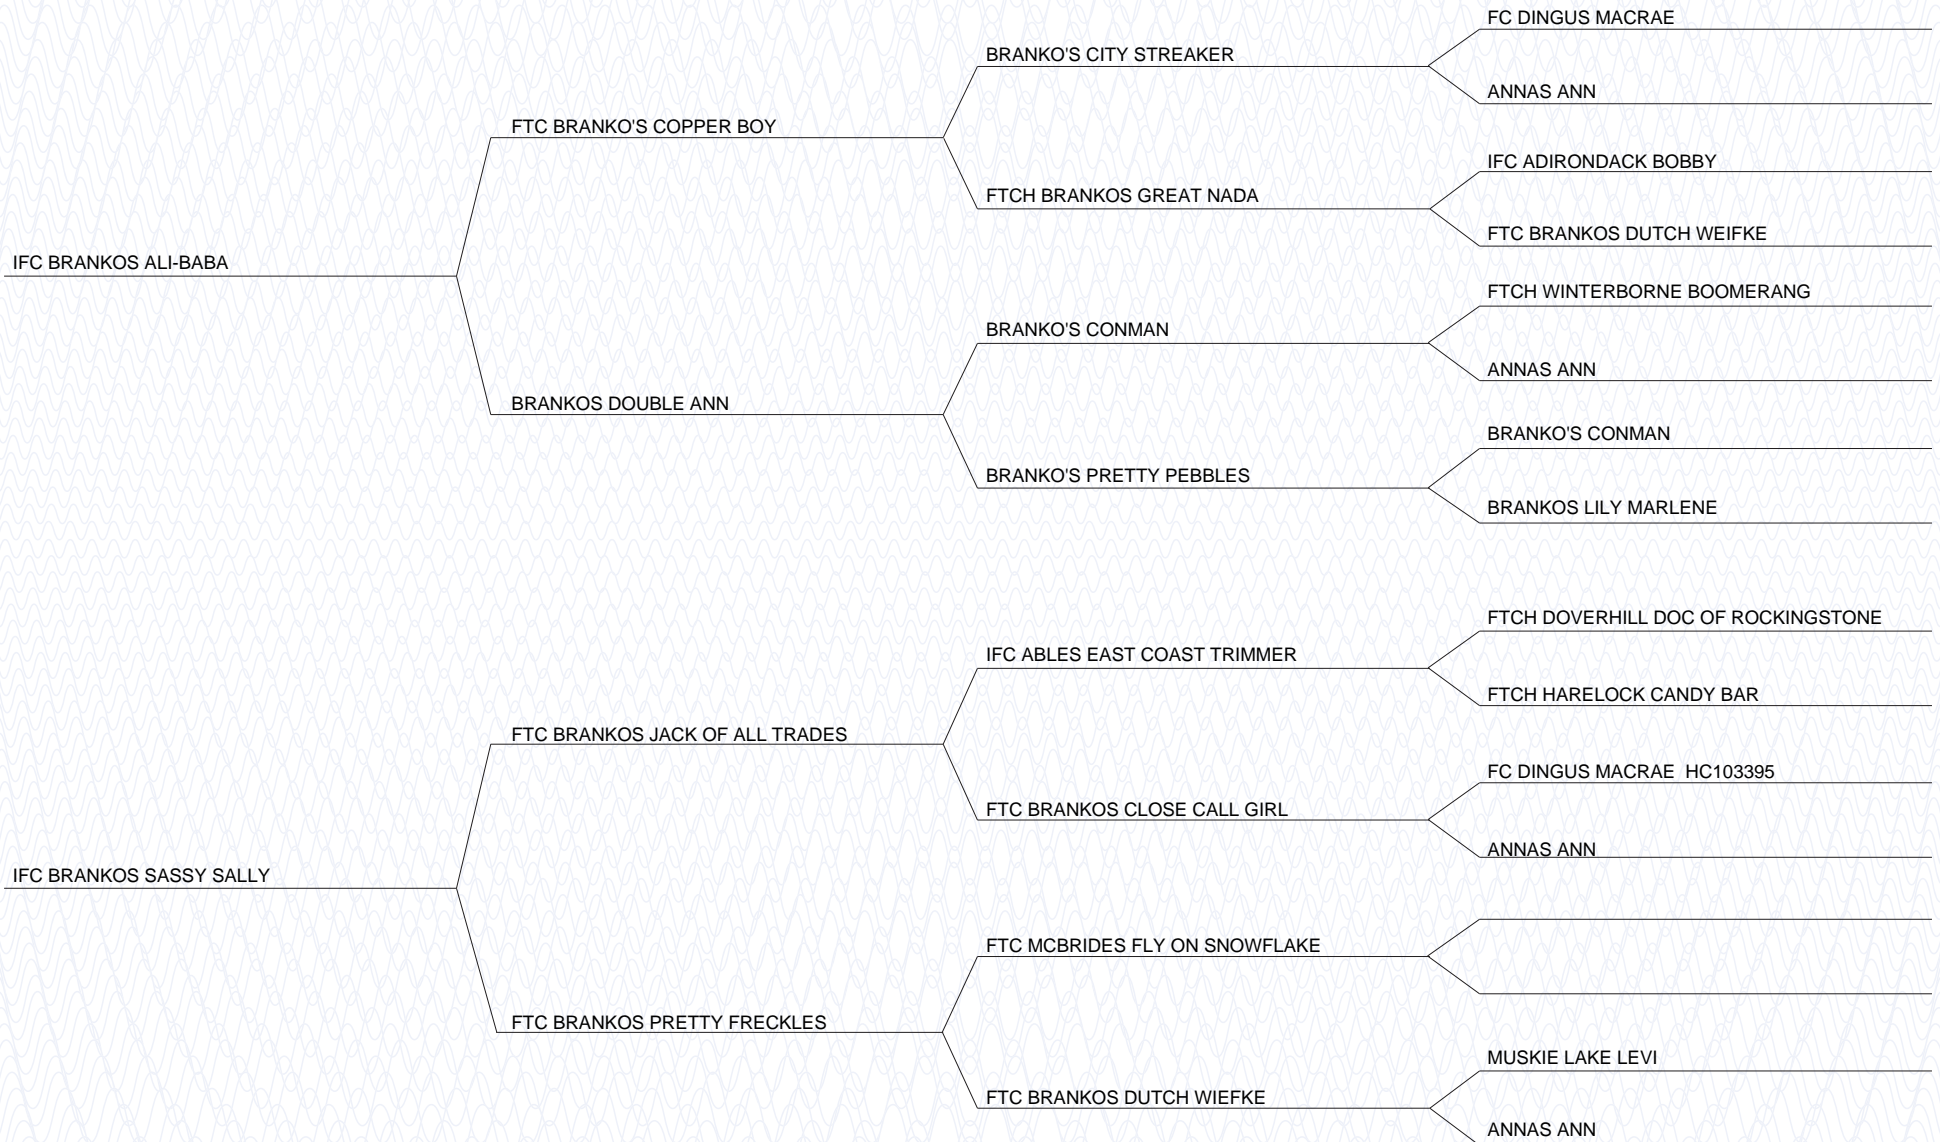 FC DINGUS MACRAE
BRANKO'S CITY STREAKER
ANNAS ANN
FTC BRANKO'S COPPER BOY
IFC ADIRONDACK BOBBY
FTCH BRANKOS GREAT NADA
FTC BRANKOS DUTCH WEIFKE
IFC BRANKOS ALI-BABA
FTCH WINTERBORNE BOOMERANG
BRANKO'S CONMAN
ANNAS ANN
BRANKOS DOUBLE ANN
BRANKO'S CONMAN
BRANKO'S PRETTY PEBBLES
BRANKOS LILY MARLENE
FTCH DOVERHILL DOC OF ROCKINGSTONE
IFC ABLES EAST COAST TRIMMER
FTCH HARELOCK CANDY BAR
FTC BRANKOS JACK OF ALL TRADES
FC DINGUS MACRAE  HC103395
FTC BRANKOS CLOSE CALL GIRL
ANNAS ANN
IFC BRANKOS SASSY SALLY
FTC MCBRIDES FLY ON SNOWFLAKE
FTC BRANKOS PRETTY FRECKLES
MUSKIE LAKE LEVI
FTC BRANKOS DUTCH WIEFKE
ANNAS ANN